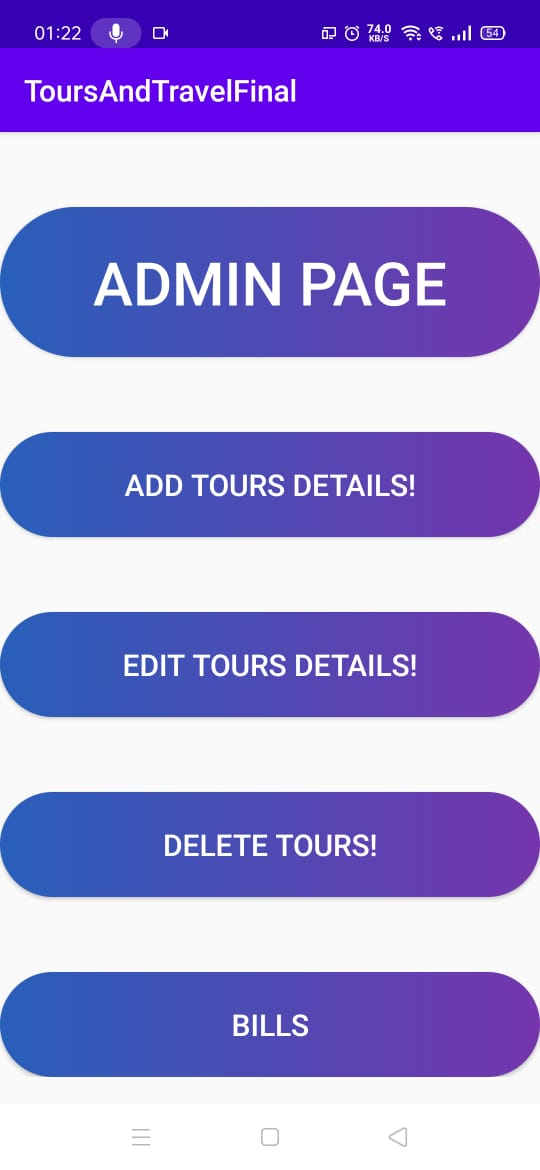 01:22 74.0 KB/S 54
ToursAndTravelFinal
ADMIN PAGE
ADD TOURS DETAILS!
EDIT TOURS DETAILS!
DELETE TOURS!
BILLS